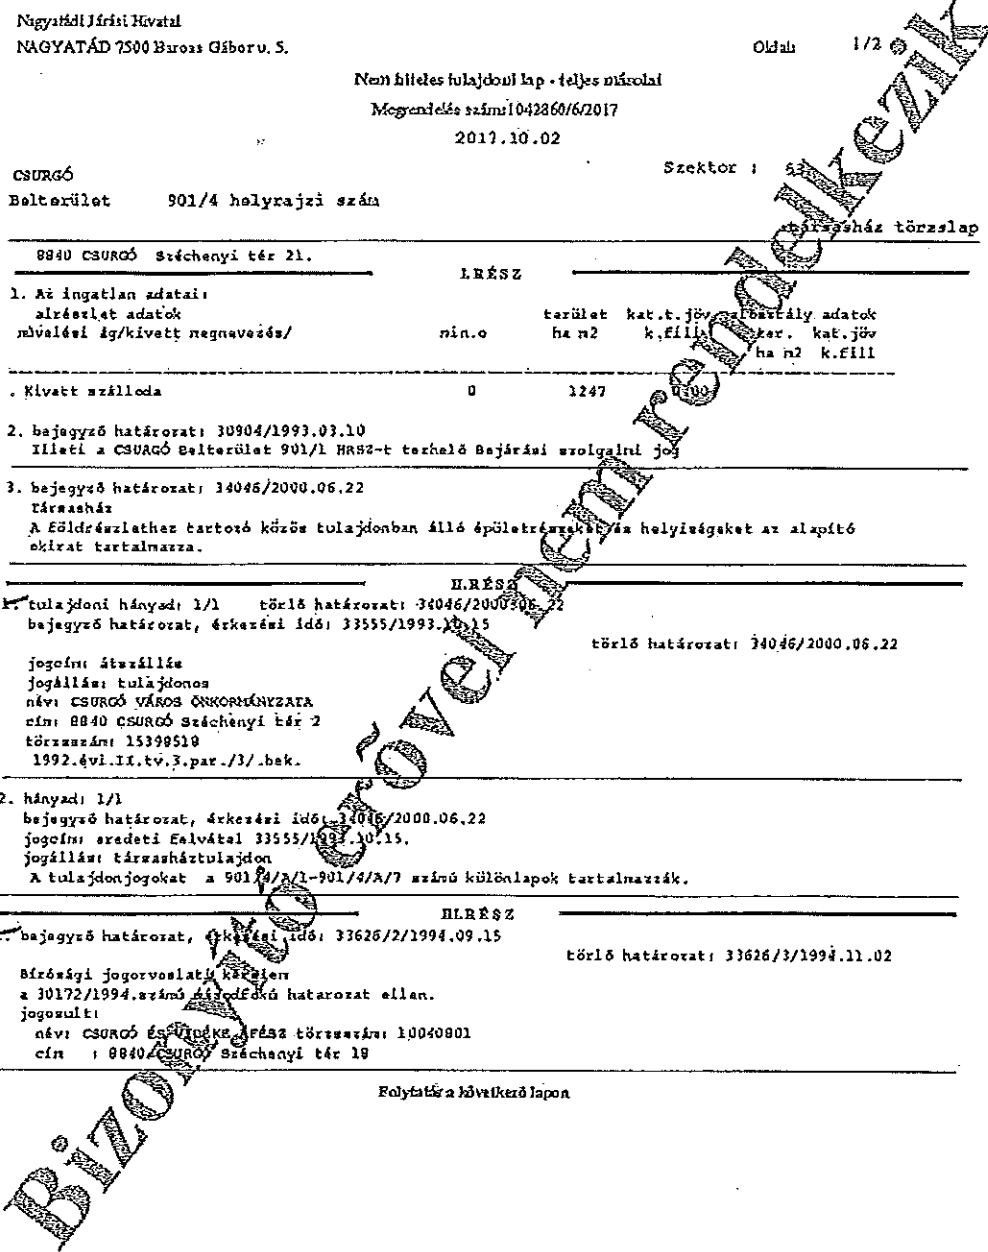 Nagyatádi Járási Hivatal
NAGYATÁD 7500 Baross Gábor u. 5.
Oldal: 1/2
Nem hiteles tulajdoni lap - teljes másolat
Megrendelés szám:1042860/6/2017
2017.10.02
Szektor : 63
CSURGÓ
Belterület 901/4 helyrajzi szám
társasház törzslap
8840 CSURGÓ Széchenyi tér 21.
I.RÉSZ
1. Az ingatlan adatai:
alrészlet adatok terület kat.t.jöv. alosztály adatok
művelési ág/kivett megnevezés/ min.o ha m2 k.fill. ter. kat.jöv
ha m2 k.fill
. Kivett szálloda 0 1247 0.00
2. bejegyző határozat: 30904/1993.03.10
Illeti a CSURGÓ Belterület 901/1 HRSZ-t terhelő Bejárási szolgalmi jog
3. bejegyző határozat: 34046/2000.06.22
Társasház
A földrészlethez tartozó közös tulajdonban álló épületrészeket és helyiségeket az alapító
okirat tartalmazza.
II.RÉSZ
1. tulajdoni hányad: 1/1 törlő határozat: 34046/2000.06.22
bejegyző határozat, érkezési idő: 33555/1993.10.15
törlő határozat: 34046/2000.06.22
jogcím: átszállás
jogállás: tulajdonos
név: CSURGÓ VÁROS ÖNKORMÁNYZATA
cím: 8840 CSURGÓ Széchenyi tér 2
törzsszám: 15398518
1992.évi.II.tv.3.par./3/.bek.
2. hányad: 1/1
bejegyző határozat, érkezési idő: 34046/2000.06.22
jogcím: eredeti felvétel 33555/1993.10.15.
jogállás: társasháztulajdon
A tulajdonjogokat a 901/4/A/1-901/4/A/7 számú különlapok tartalmazzák.
III.RÉSZ
1. bejegyző határozat, érkezési idő: 33626/2/1994.09.15
törlő határozat: 33626/3/1994.11.02
Bírósági jogorvoslati kérelem
a 30172/1994.számú másodfokú határozat ellen.
jogosult:
név: CSURGÓ ÉS VIDÉKE ÁFÉSZ törzsszám: 10040801
cím : 8840 CSURGÓ Széchenyi tér 18
Folytatás a következő lapon
Bizonyító erővel nem rendelkezik